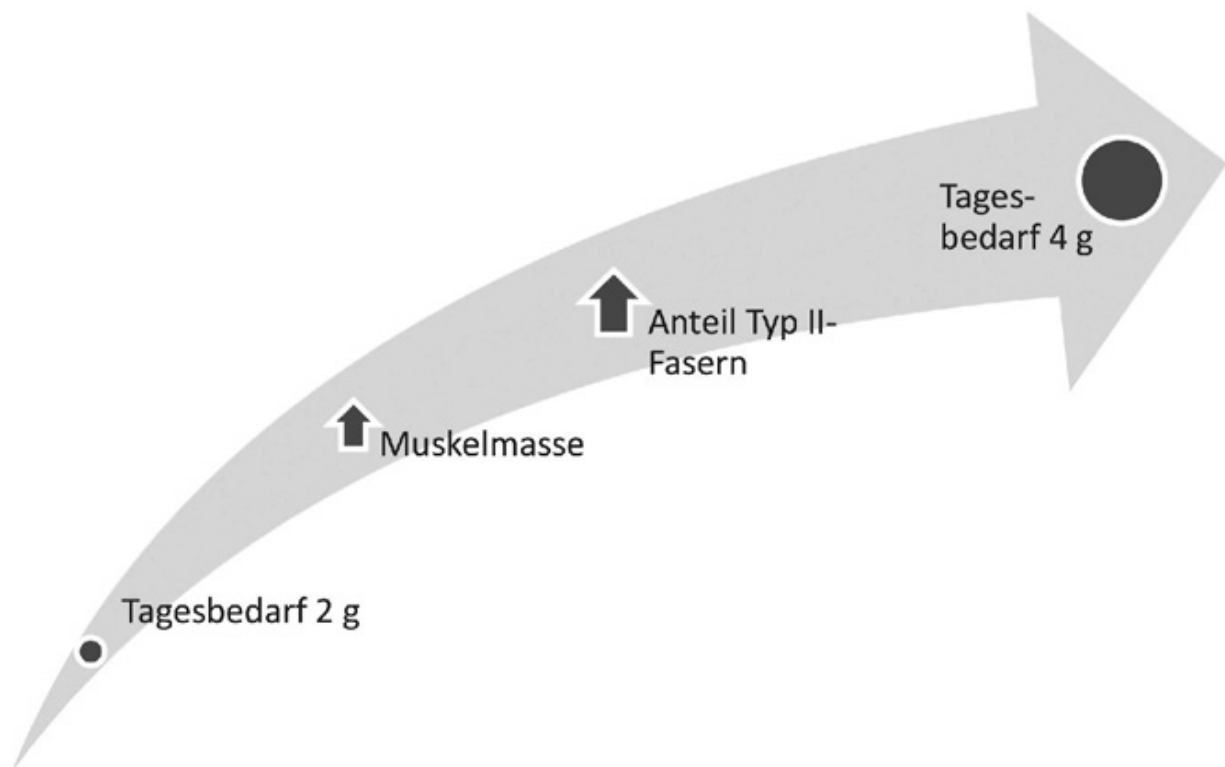 Tages-
bedarf 4 g
Anteil Typ II-
Fasern
Muskelmasse
Tagesbedarf 2 g